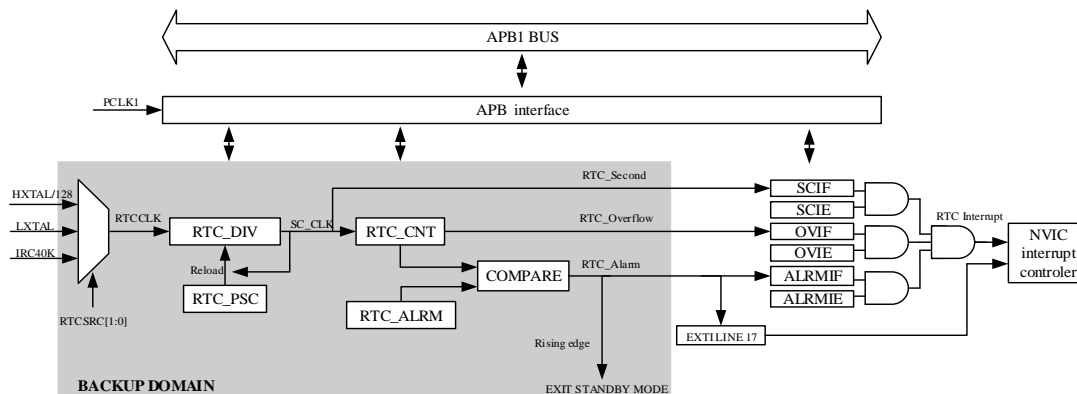 APB1 BUS
PCLK1
APB interface
HXTAL/128
LXTAL
IRC40K
RTCSRC[1:0]
RTCCLK
RTC_DIV
SC_CLK
Reload
RTC_PSC
RTC_CNT
RTC_ALRM
COMPARE
RTC_Second
RTC_Overflow
RTC_Alarm
Rising edge
EXIT STANDBY MODE
BACKUP DOMAIN
SCIF
SCIE
OVIF
OVIE
ALRMIF
ALRMIE
EXTI LINE 17
RTC Interrupt
NVIC
interrupt
controler